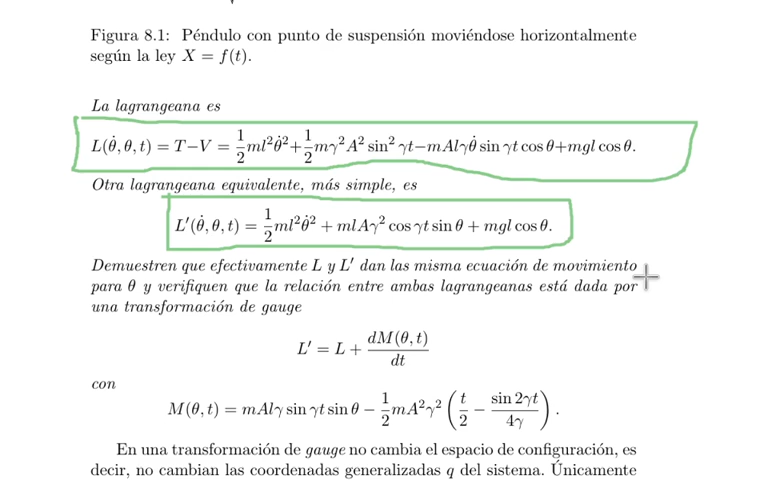 Figura 8.1: Péndulo con punto de suspensión moviéndose horizontalmente
según la ley X = f(t).
La lagrangeana es
L(θ̇, θ, t) = T−V = 1/2 ml²θ̇² + 1/2 mγ²A² sin² γt − mAlγθ̇ sin γt cos θ + mgl cos θ.
Otra lagrangeana equivalente, más simple, es
L′(θ̇, θ, t) = 1/2 ml²θ̇² + mlAγ² cos γt sin θ + mgl cos θ.
Demuestren que efectivamente L y L′ dan las misma ecuación de movimiento
para θ y verifiquen que la relación entre ambas lagrangeanas está dada por
una transformación de gauge
L′ = L + dM(θ, t)/dt
con
M(θ, t) = mAlγ sin γt sin θ − 1/2 mA²γ² (t/2 − sin 2γt/4γ).
En una transformación de gauge no cambia el espacio de configuración, es
decir, no cambian las coordenadas generalizadas q del sistema. Únicamente